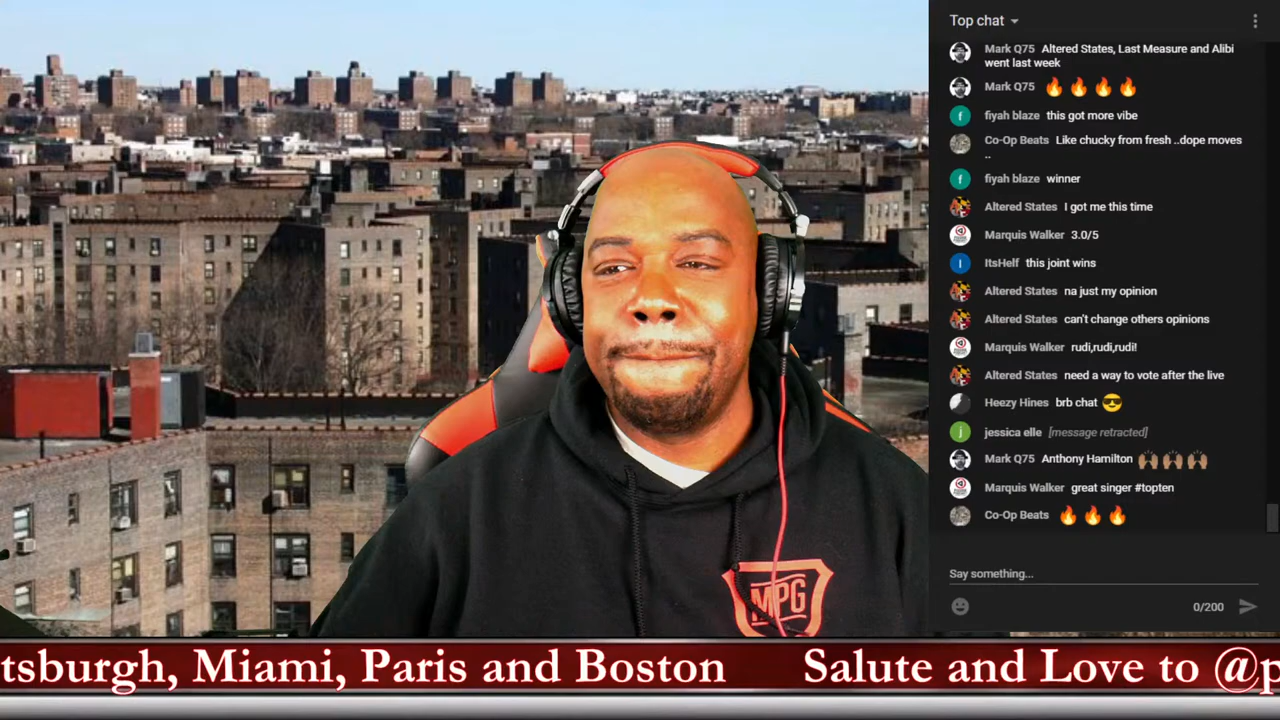 Top chat
Mark Q75 Altered States, Last Measure and Alibi
went last week
Mark Q75 🔥🔥🔥🔥
fiyah blaze this got more vibe
Co-Op Beats Like chucky from fresh ..dope moves
..
fiyah blaze winner
Altered States I got me this time
Marquis Walker 3.0/5
ItsHelf this joint wins
Altered States na just my opinion
Altered States can't change others opinions
Marquis Walker rudi,rudi,rudi!
Altered States need a way to vote after the live
Heezy Hines brb chat 😎
jessica elle [message retracted]
Mark Q75 Anthony Hamilton 🙌🏽🙌🏽🙌🏽
Marquis Walker great singer #topten
Co-Op Beats 🔥🔥🔥
Say something...
0/200
MPG
tsburgh, Miami, Paris and Boston Salute and Love to @p